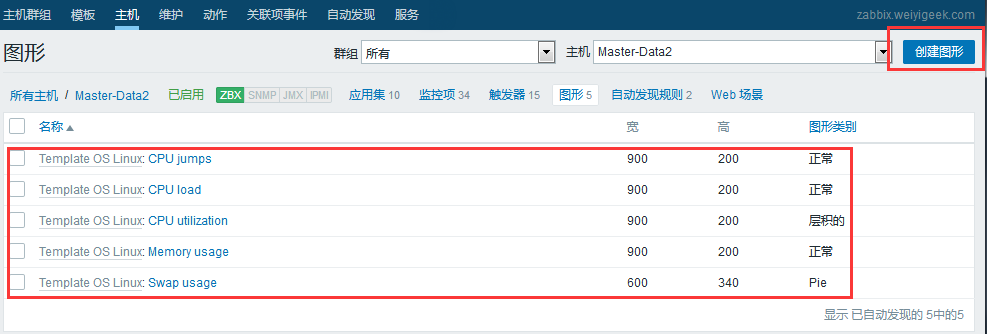 主机群组 模板 主机 维护 动作 关联项事件 自动发现 服务 zabbix.weiyigeek.com
图形 群组 所有 主机 Master-Data2 创建图形
所有主机 / Master-Data2 已启用 ZBX SNMP JMX IPMI 应用集 10 监控项 34 触发器 15 图形 5 自动发现规则 2 Web 场景
名称 宽 高 图形类别
Template OS Linux: CPU jumps 900 200 正常
Template OS Linux: CPU load 900 200 正常
Template OS Linux: CPU utilization 900 200 层积的
Template OS Linux: Memory usage 900 200 正常
Template OS Linux: Swap usage 600 340 Pie
显示 已自动发现的 5中的5